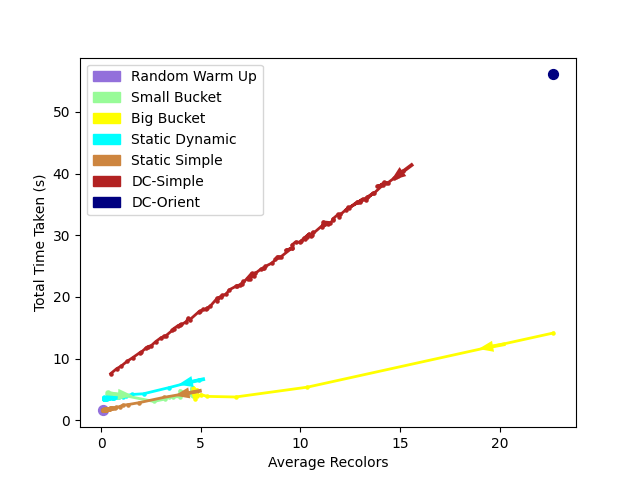 Random Warm Up
Small Bucket
Big Bucket
Static Dynamic
Static Simple
DC-Simple
DC-Orient
Total Time Taken (s)
50
40
30
20
10
0
0 5 10 15 20
Average Recolors